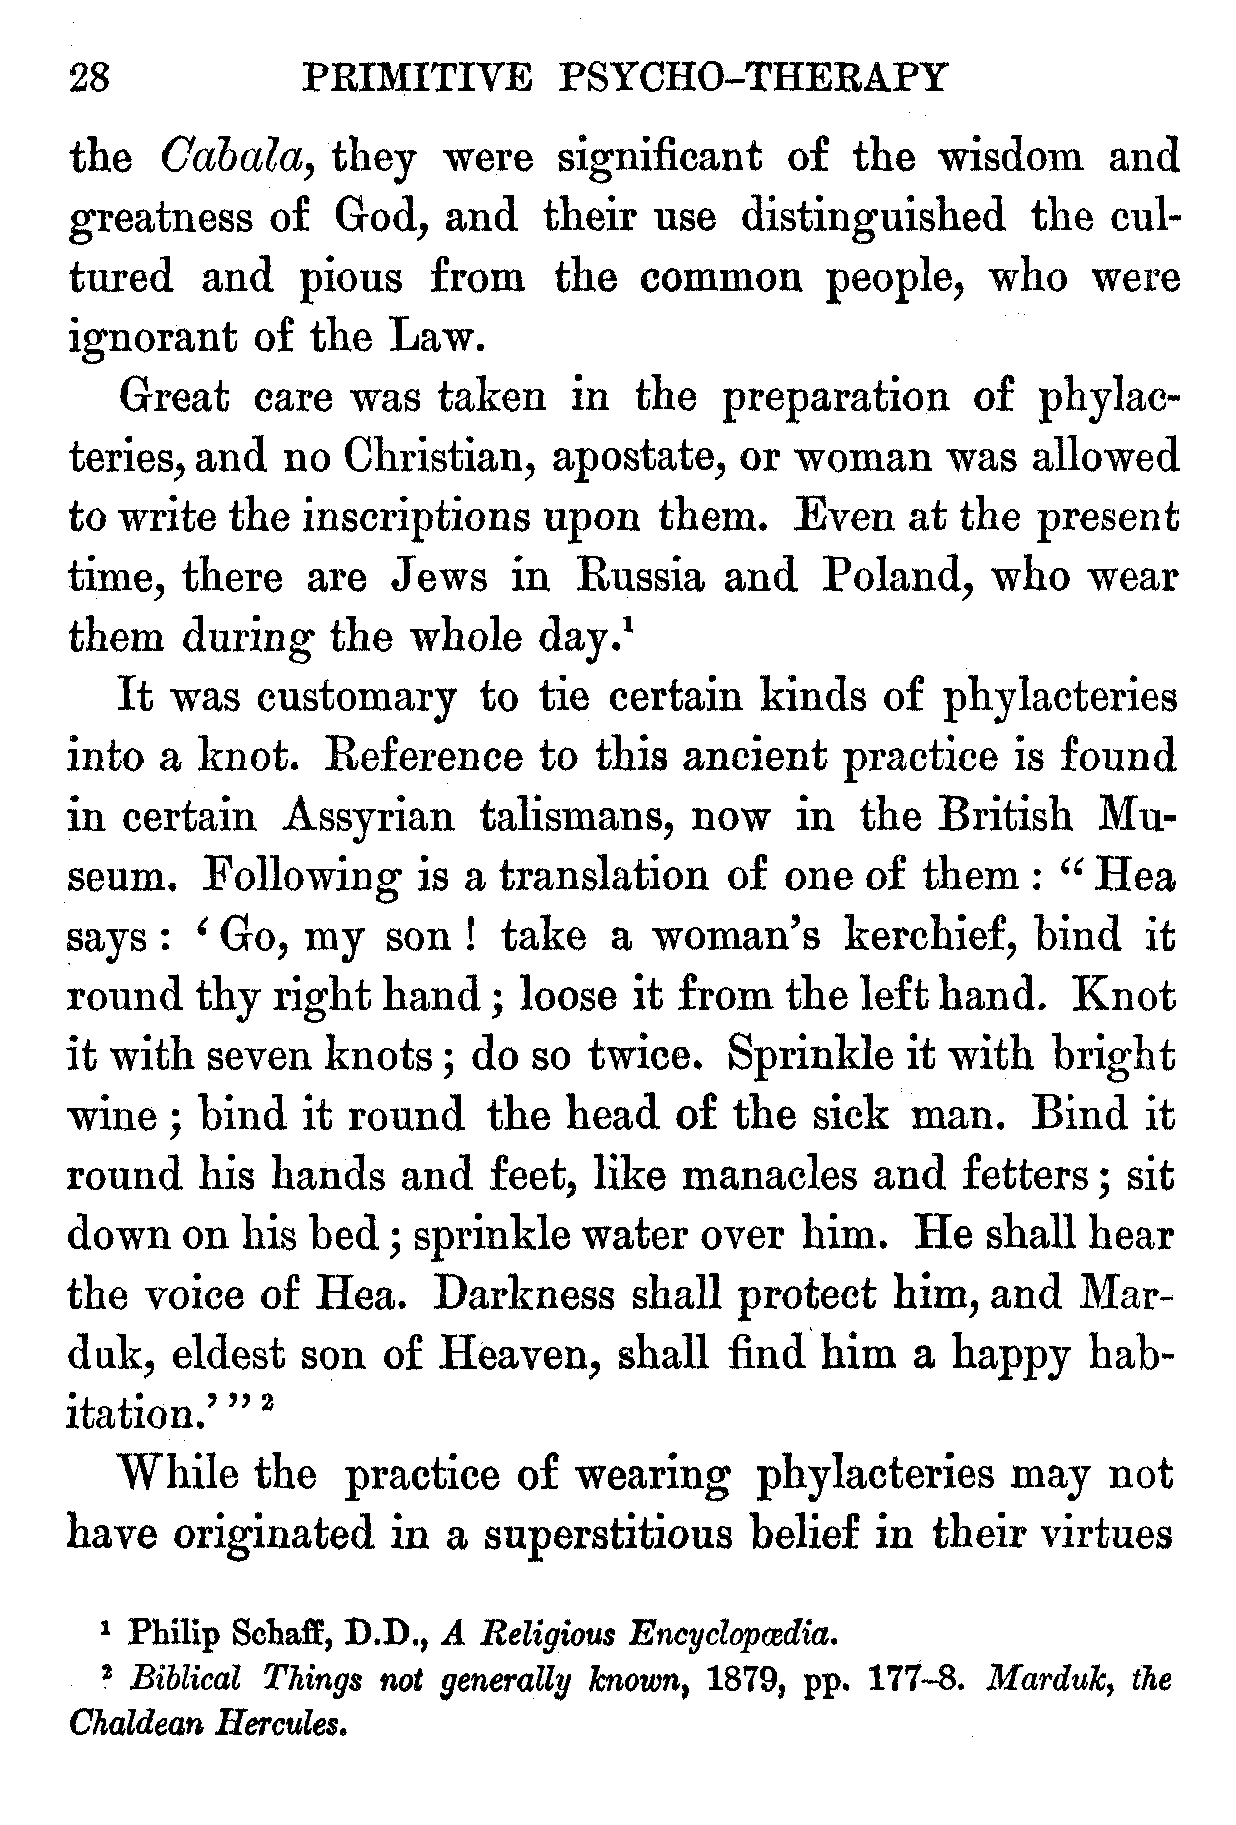 28 PRIMITIVE PSYCHO-THERAPY
the Cabala, they were significant of the wisdom and
greatness of God, and their use distinguished the cul-
tured and pious from the common people, who were
ignorant of the Law.
Great care was taken in the preparation of phylac-
teries, and no Christian, apostate, or woman was allowed
to write the inscriptions upon them. Even at the present
time, there are Jews in Russia and Poland, who wear
them during the whole day.¹
It was customary to tie certain kinds of phylacteries
into a knot. Reference to this ancient practice is found
in certain Assyrian talismans, now in the British Mu-
seum. Following is a translation of one of them : “ Hea
says : ‘ Go, my son ! take a woman’s kerchief, bind it
round thy right hand ; loose it from the left hand. Knot
it with seven knots ; do so twice. Sprinkle it with bright
wine ; bind it round the head of the sick man. Bind it
round his hands and feet, like manacles and fetters ; sit
down on his bed ; sprinkle water over him. He shall hear
the voice of Hea. Darkness shall protect him, and Mar-
duk, eldest son of Heaven, shall find him a happy hab-
itation.’ ” ²
While the practice of wearing phylacteries may not
have originated in a superstitious belief in their virtues
¹ Philip Schaff, D.D., A Religious Encyclopœdia.
² Biblical Things not generally known, 1879, pp. 177–8. Marduk, the
Chaldean Hercules.